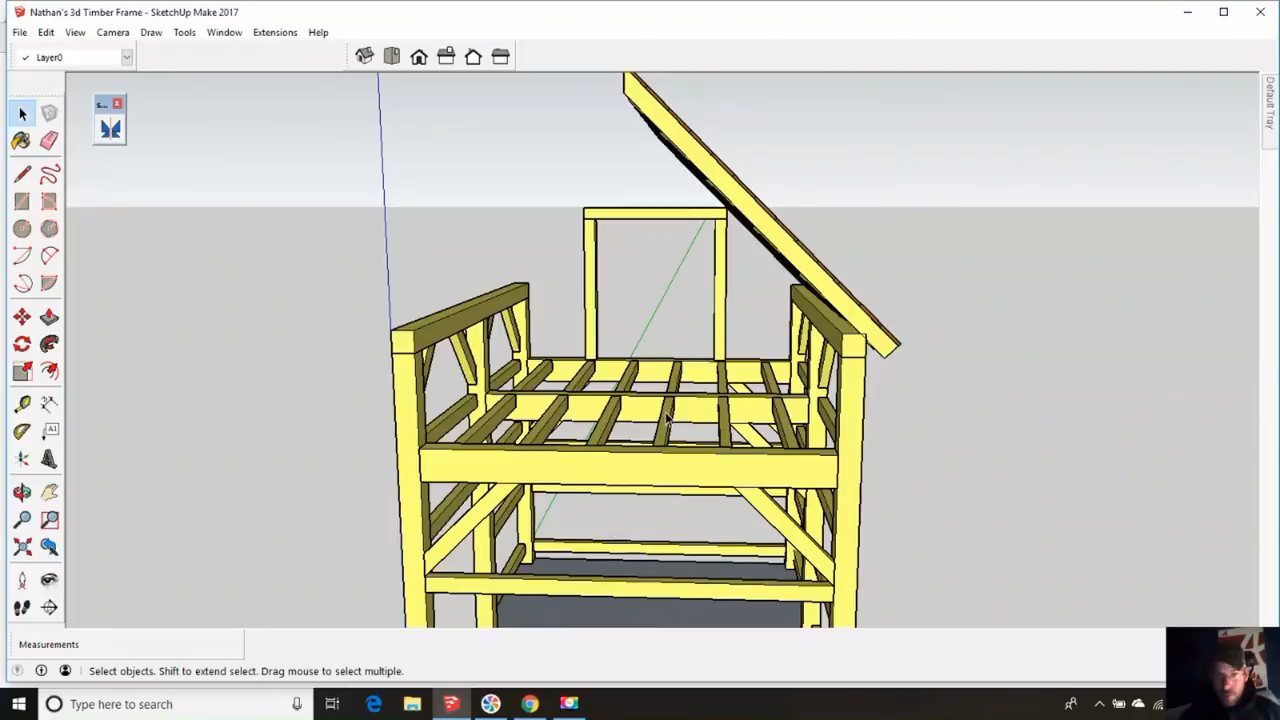 Nathan's 3d Timber Frame - SketchUp Make 2017
File Edit View Camera Draw Tools Window Extensions Help
Layer0
s...
Default Tray
A1
Measurements
Select objects. Shift to extend select. Drag mouse to select multiple.
Type here to search